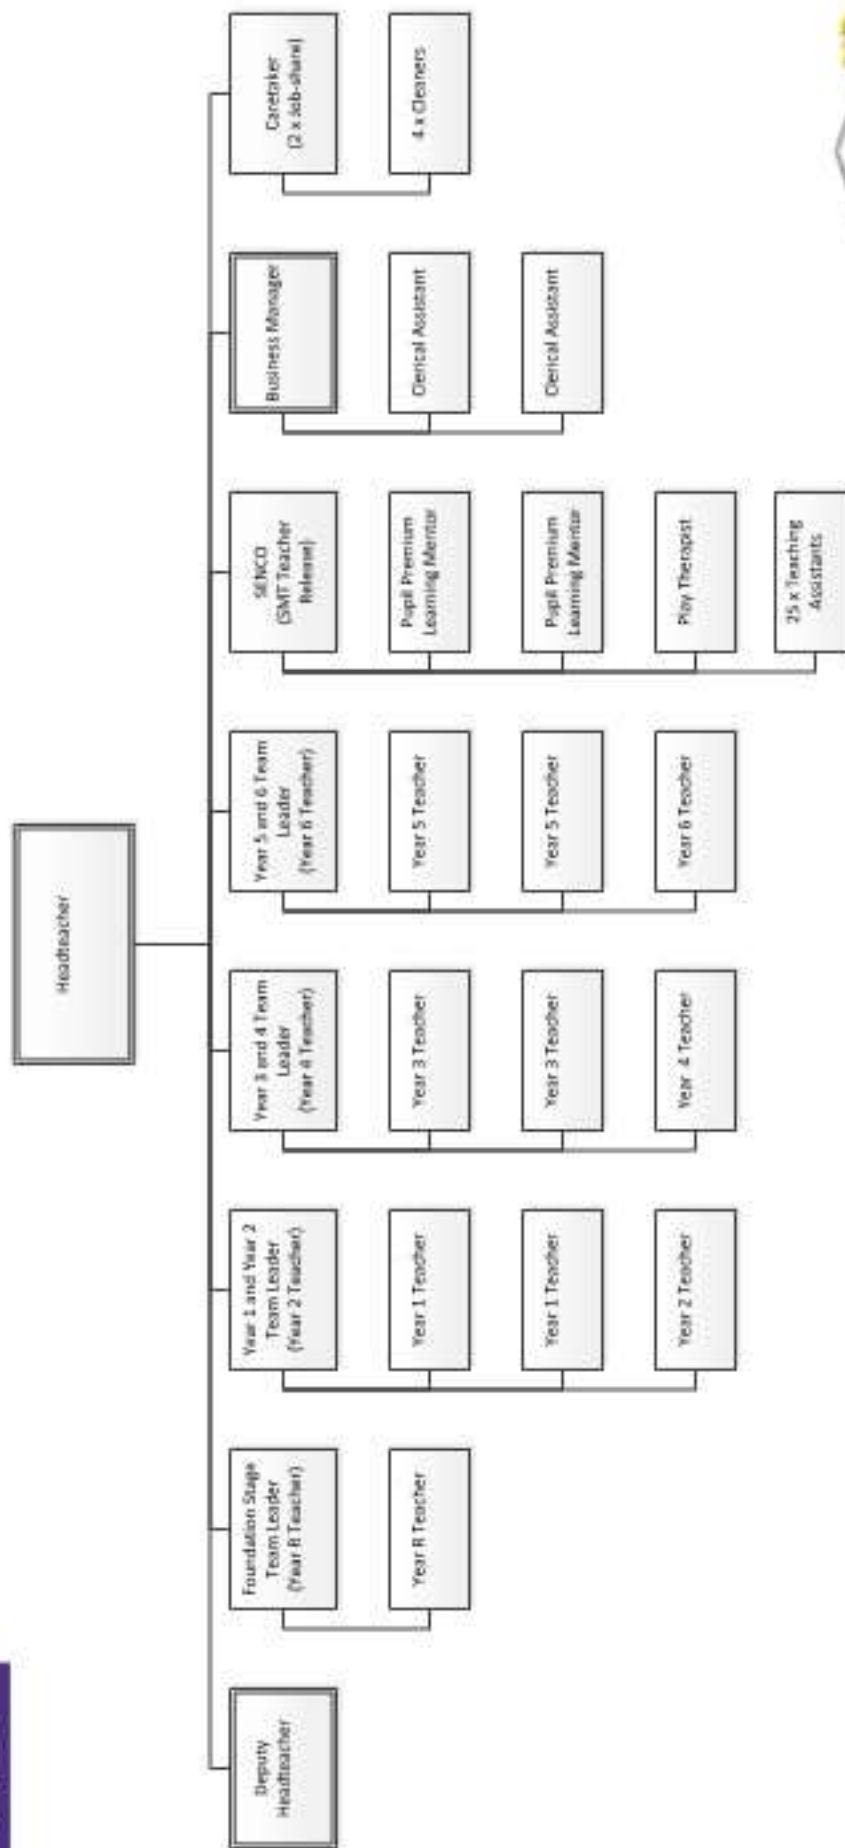 Headteacher
Deputy
Headteacher
Foundation Stage
Team Leader
(Year R Teacher)
Year R Teacher
Year 1 and Year 2
Team Leader
(Year 2 Teacher)
Year 1 Teacher
Year 1 Teacher
Year 2 Teacher
Year 3 and 4 Team
Leader
(Year 4 Teacher)
Year 3 Teacher
Year 3 Teacher
Year 4 Teacher
Year 5 and 6 Team
Leader
(Year 6 Teacher)
Year 5 Teacher
Year 5 Teacher
Year 6 Teacher
SENCO
(SMT Teacher
Release)
Pupil Premium
Learning Mentor
Pupil Premium
Learning Mentor
Play Therapist
25 x Teaching
Assistants
Business Manager
Clerical Assistant
Clerical Assistant
Caretaker
(2 x Job-share)
4 x Cleaners